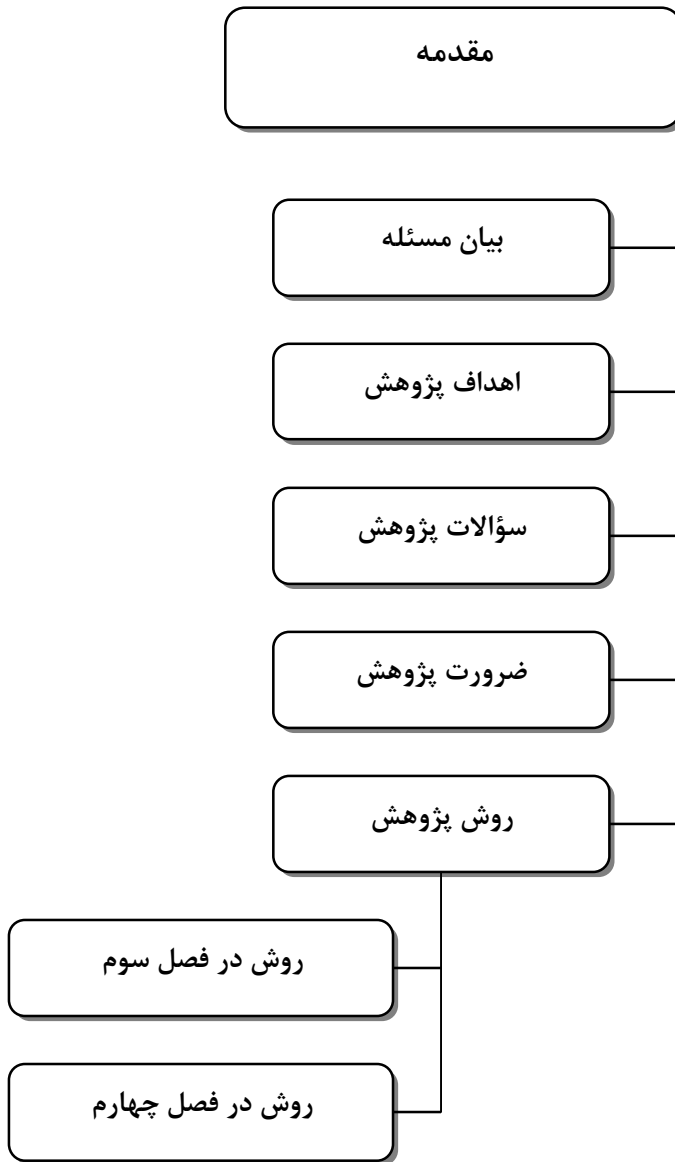 مقدمه
بیان مسئله
اهداف پژوهش
سؤالات پژوهش
ضرورت پژوهش
روش پژوهش
روش در فصل سوم
روش در فصل چهارم